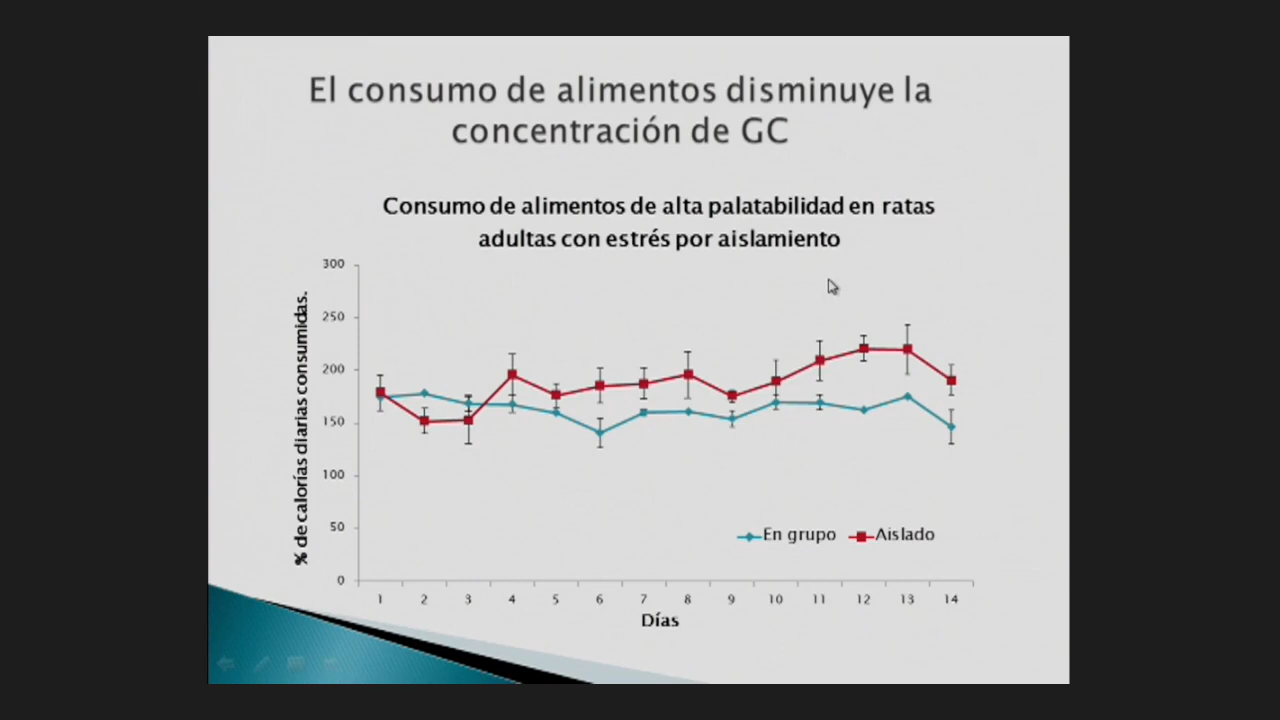 El consumo de alimentos disminuye la
concentración de GC
Consumo de alimentos de alta palatabilidad en ratas
adultas con estrés por aislamiento
% de calorías diarias consumidas.
300
250
200
150
100
50
0
En grupo Aislado
1 2 3 4 5 6 7 8 9 10 11 12 13 14
Días